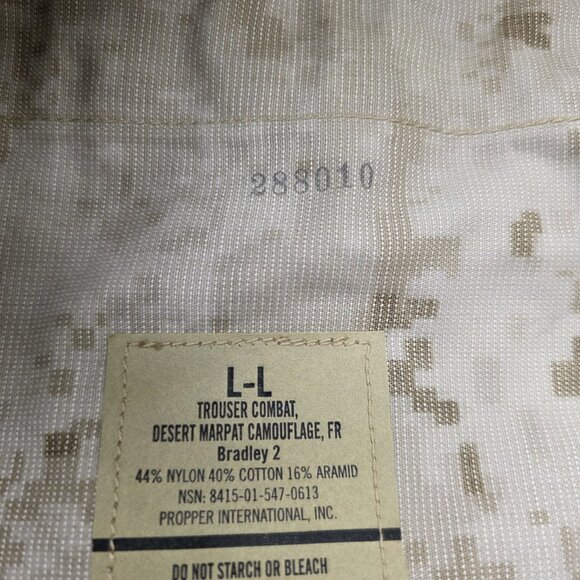 288010
L-L
TROUSER COMBAT,
DESERT MARPAT CAMOUFLAGE, FR
Bradley 2
44% NYLON 40% COTTON 16% ARAMID
NSN: 8415-01-547-0613
PROPPER INTERNATIONAL, INC.
DO NOT STARCH OR BLEACH